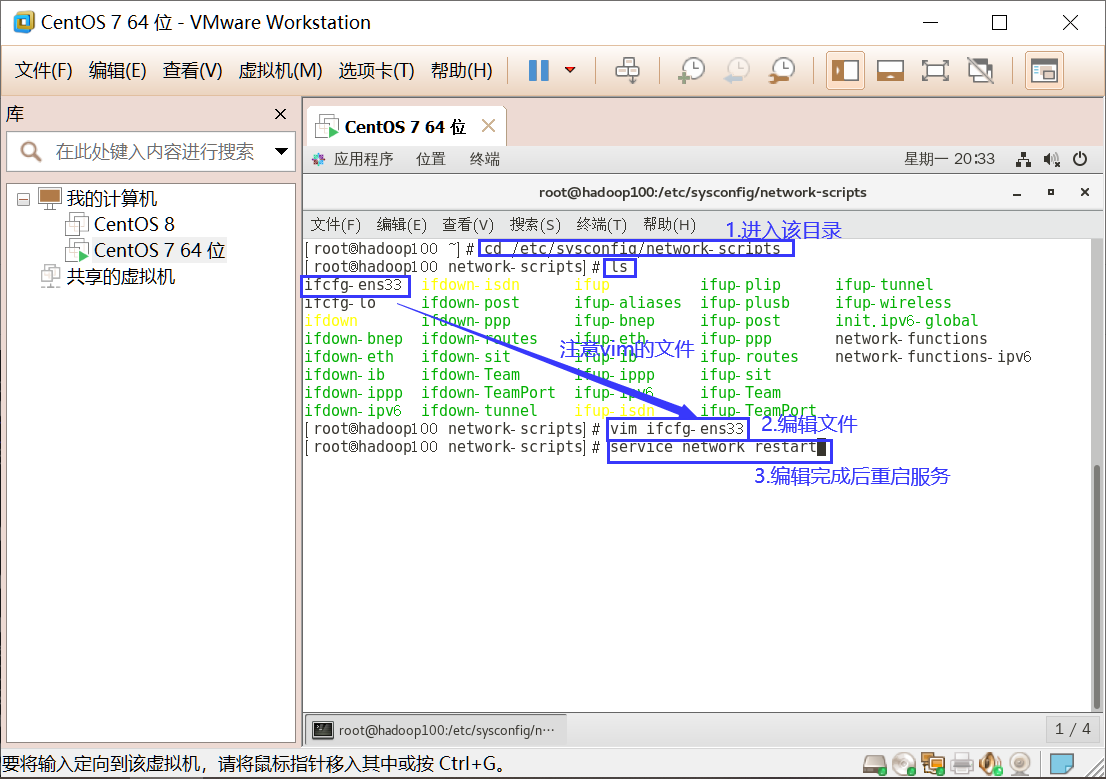 CentOS 7 64 位 - VMware Workstation
文件(F) 编辑(E) 查看(V) 虚拟机(M) 选项卡(T) 帮助(H)
库
在此处键入内容进行搜索
我的计算机
CentOS 8
CentOS 7 64 位
共享的虚拟机
CentOS 7 64 位
应用程序 位置 终端 星期一 20:33
root@hadoop100:/etc/sysconfig/network-scripts
文件(F) 编辑(E) 查看(V) 搜索(S) 终端(T) 帮助(H)
1.进入该目录
[root@hadoop100 ~]# cd /etc/sysconfig/network-scripts
[root@hadoop100 network-scripts]# ls
ifcfg-ens33 ifdown-isdn ifup ifup-plip ifup-tunnel
ifcfg-lo ifdown-post ifup-aliases ifup-plusb ifup-wireless
ifdown ifdown-ppp ifup-bnep ifup-post init.ipv6-global
ifdown-bnep ifdown-routes ifup-eth ifup-ppp network-functions
注意vim的文件
ifdown-eth ifdown-sit ifup-ib ifup-routes network-functions-ipv6
ifdown-ib ifdown-Team ifup-ippp ifup-sit
ifdown-ippp ifdown-TeamPort ifup-ipv6 ifup-Team
ifdown-ipv6 ifdown-tunnel ifup-isdn ifup-TeamPort
[root@hadoop100 network-scripts]# vim ifcfg-ens33
2.编辑文件
[root@hadoop100 network-scripts]# service network restart
3.编辑完成后重启服务
root@hadoop100:/etc/sysconfig/n···
1 / 4
要将输入定向到该虚拟机，请将鼠标指针移入其中或按 Ctrl+G。